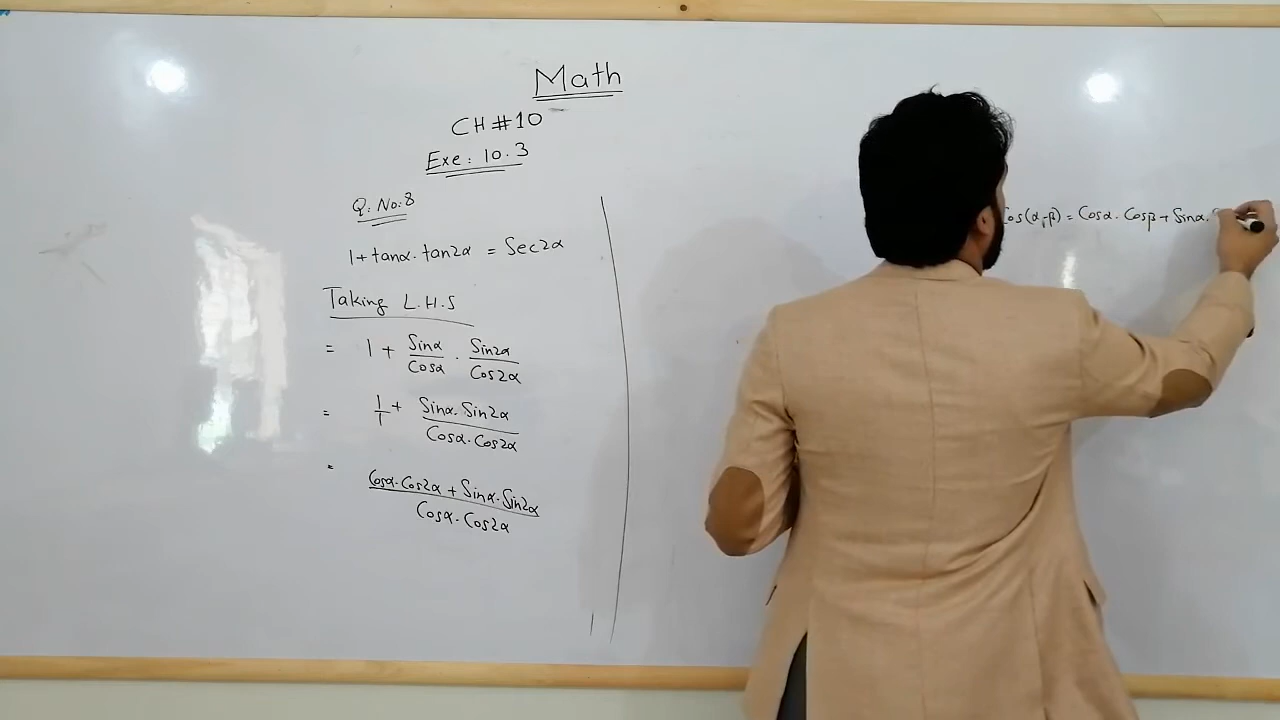 Math
CH # 10
Exe: 10.3
Q. No: 8
1 + tanα . tan2α = Sec2α
Taking L.H.S
= 1 + Sinα/Cosα . Sin2α/Cos2α
= 1/1 + Sinα. Sin2α/Cosα. Cos2α
= Cosα. Cos2α + Sinα. Sin2α/Cosα. Cos2α
Cos(α-β) = Cosα. Cosβ + Sinα.